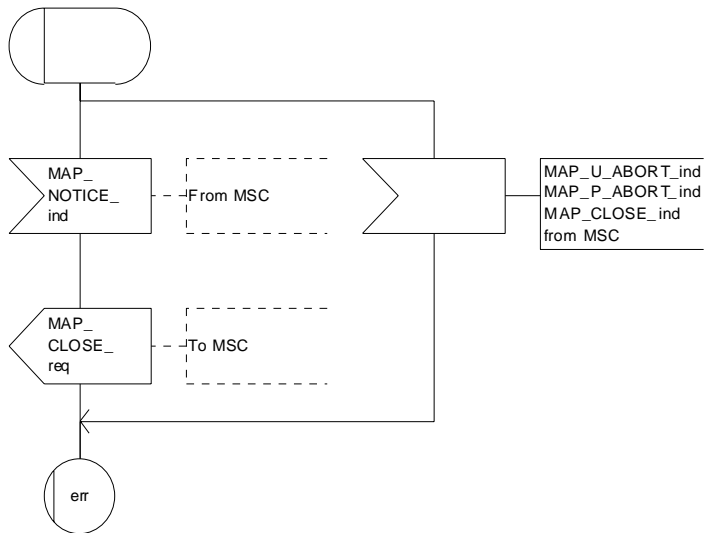 MAP_
NOTICE_
ind
From MSC
MAP_U_ABORT_ind
MAP_P_ABORT_ind
MAP_CLOSE_ind
from MSC
MAP_
CLOSE_
req
To MSC
err